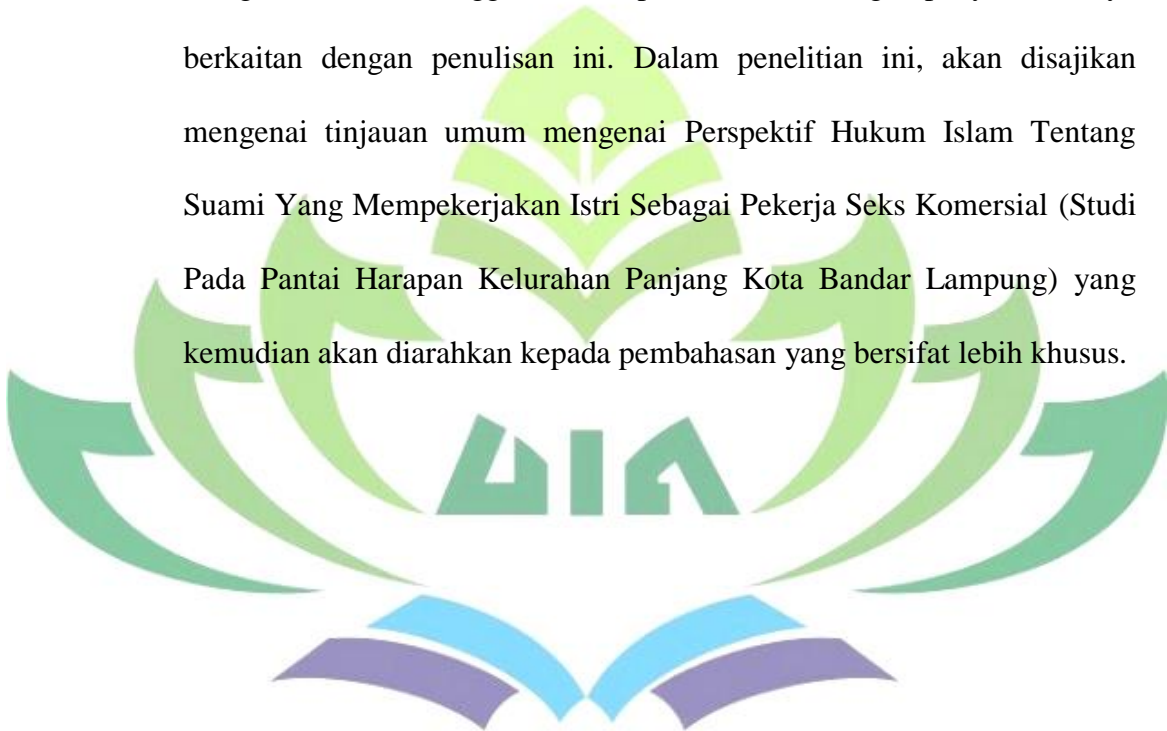 berkaitan dengan penulisan ini. Dalam penelitian ini, akan disajikan
mengenai tinjauan umum mengenai Perspektif Hukum Islam Tentang
Suami Yang Mempekerjakan Istri Sebagai Pekerja Seks Komersial (Studi
Pada Pantai Harapan Kelurahan Panjang Kota Bandar Lampung) yang
kemudian akan diarahkan kepada pembahasan yang bersifat lebih khusus.
UIN